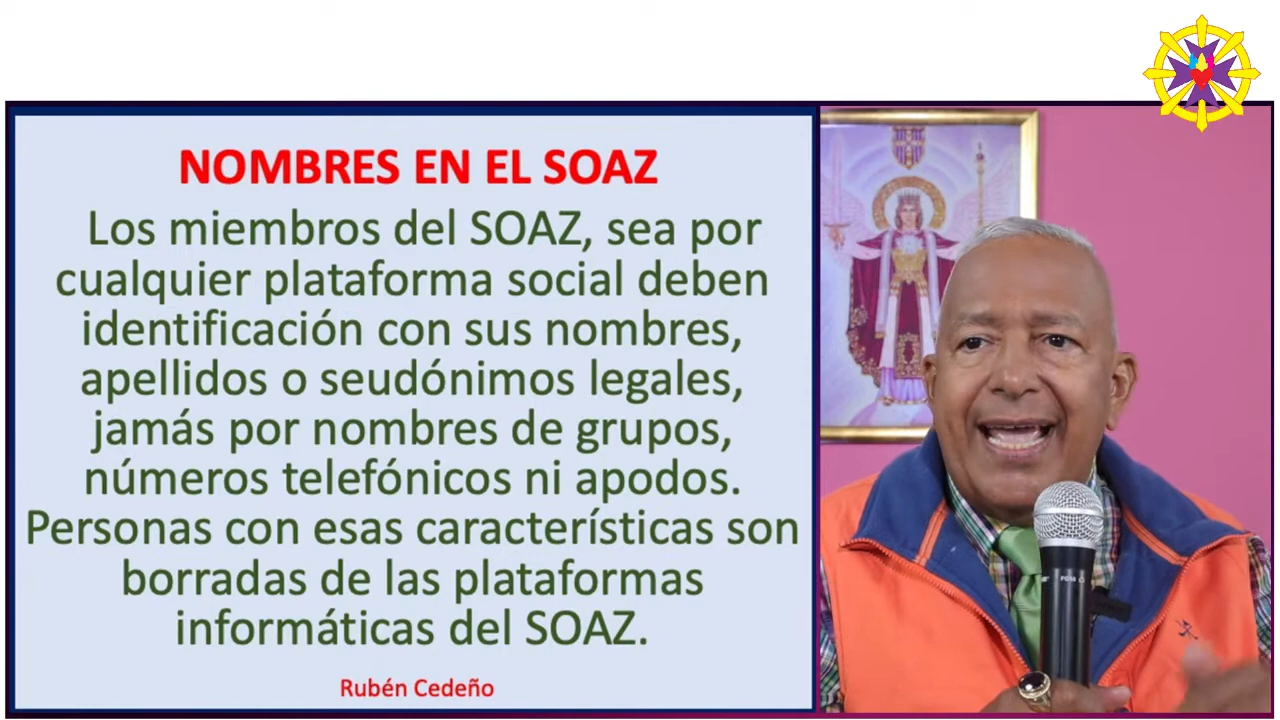 NOMBRES EN EL SOAZ
Los miembros del SOAZ, sea por
cualquier plataforma social deben
identificación con sus nombres,
apellidos o seudónimos legales,
jamás por nombres de grupos,
números telefónicos ni apodos.
Personas con esas características son
borradas de las plataformas
informáticas del SOAZ.
Rubén Cedeño